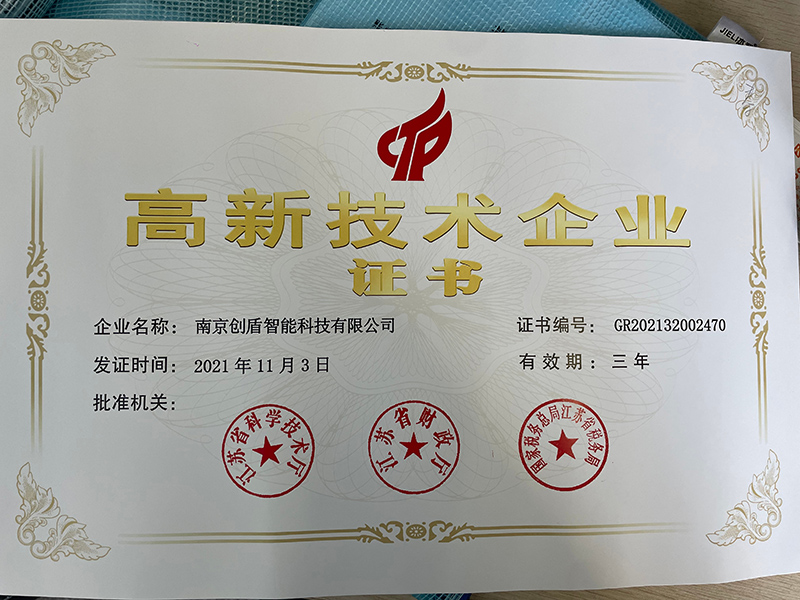 JIELI
高新技术企业
证书
企业名称：南京创盾智能科技有限公司
证书编号：GR202132002470
发证时间：2021年11月3日
有效期：三年
批准机关：
江苏省科学技术厅
江苏省财政厅
国家税务总局江苏省税务局